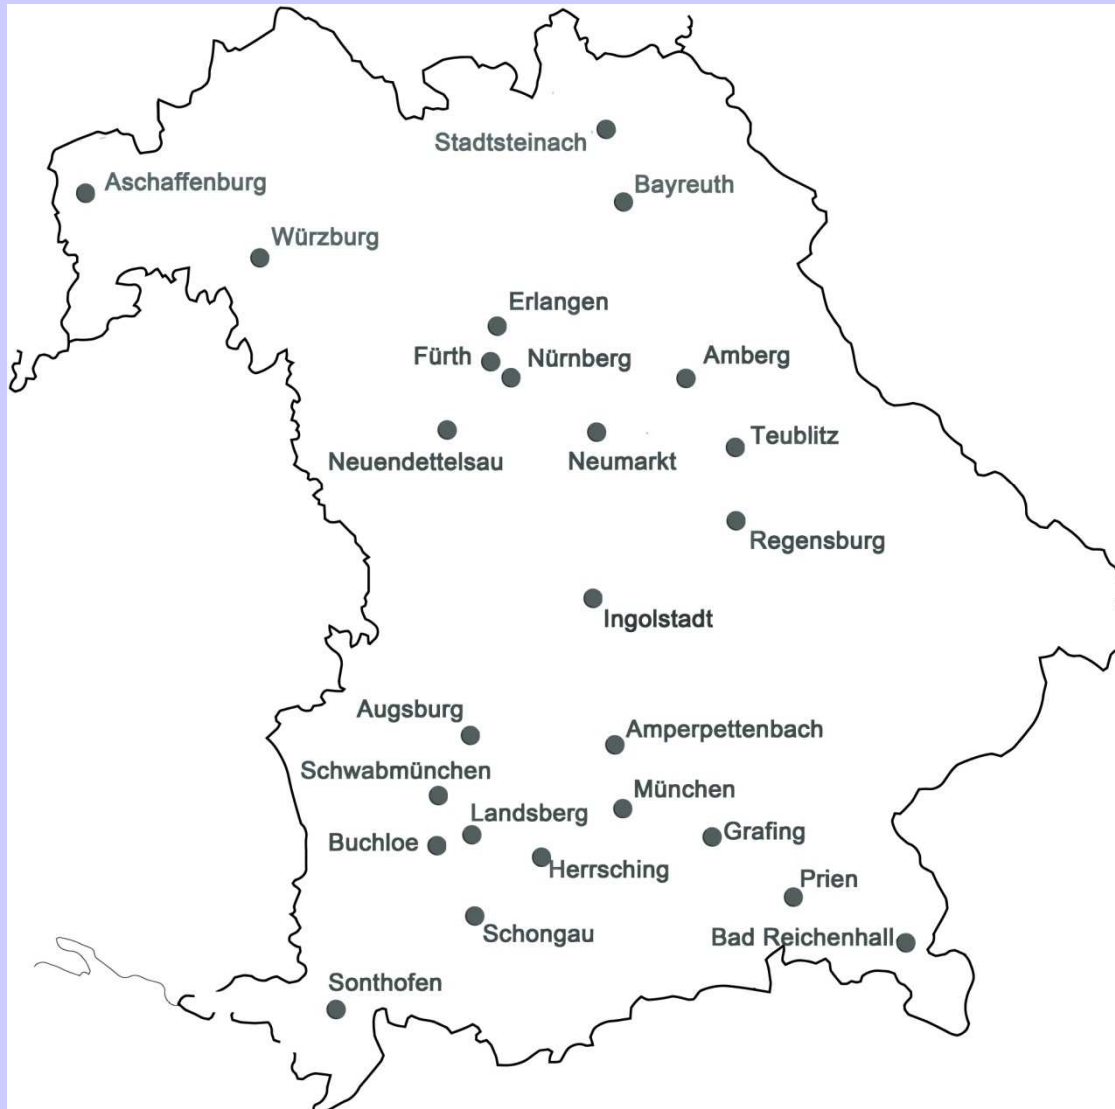 Stadtsteinach
Aschaffenburg
Bayreuth
Würzburg
Erlangen
Fürth
Nürnberg
Amberg
Teublitz
Neuendettelsau
Neumarkt
Regensburg
Ingolstadt
Augsburg
Amperpettenbach
Schwabmünchen
München
Landsberg
Grafing
Buchloe
Herrsching
Prien
Schongau
Bad Reichenhall
Sonthofen